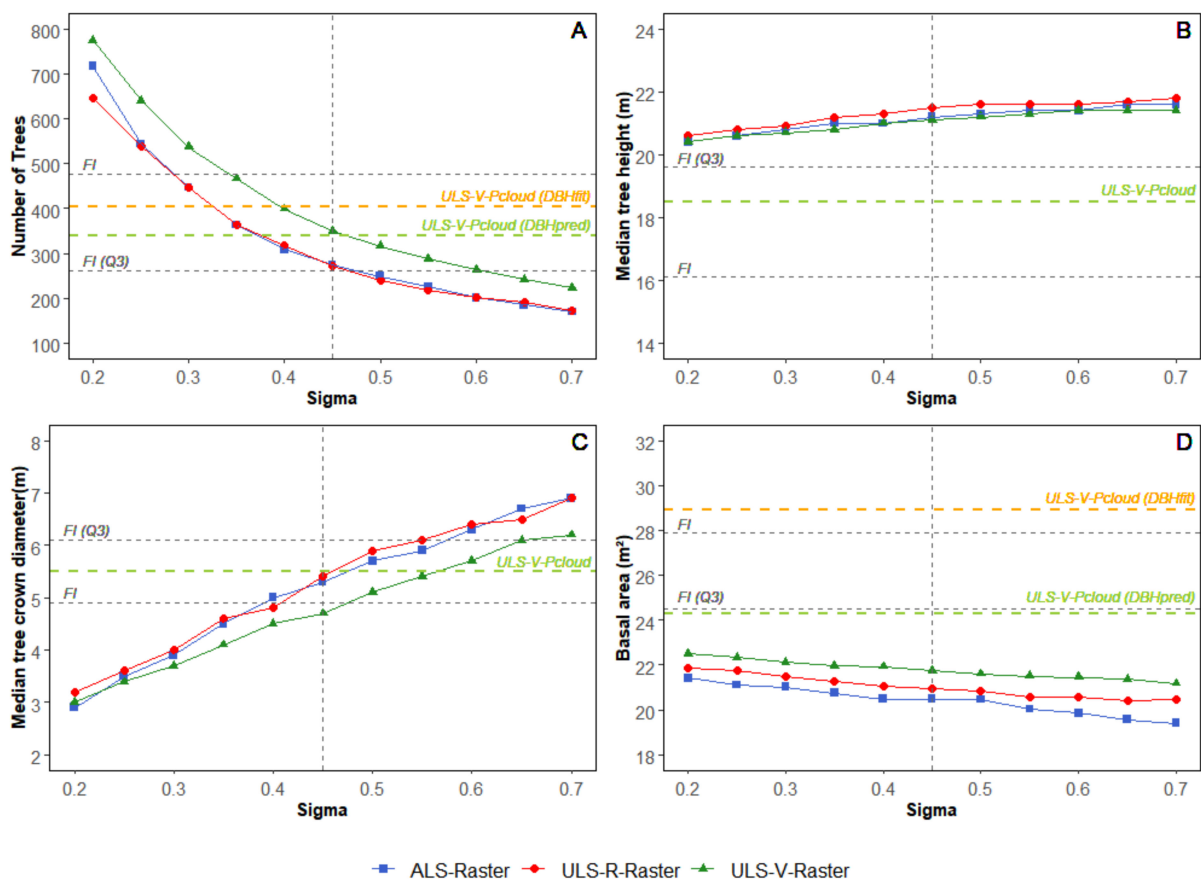 A
Number of Trees
800
700
600
500
400
300
200
100
FI
ULS-V-Pcloud (DBHfit)
ULS-V-Pcloud (DBHpred)
FI (Q3)
0.2 0.3 0.4 0.5 0.6 0.7
Sigma
B
Median tree height (m)
24
22
20
18
16
14
FI (Q3)
ULS-V-Pcloud
FI
0.2 0.3 0.4 0.5 0.6 0.7
Sigma
C
Median tree crown diameter(m)
8
7
6
5
4
3
2
FI (Q3)
ULS-V-Pcloud
FI
0.2 0.3 0.4 0.5 0.6 0.7
Sigma
D
Basal area (m²)
32
30
28
26
24
22
20
18
ULS-V-Pcloud (DBHfit)
FI
FI (Q3)
ULS-V-Pcloud (DBHpred)
0.2 0.3 0.4 0.5 0.6 0.7
Sigma
ALS-Raster ULS-R-Raster ULS-V-Raster